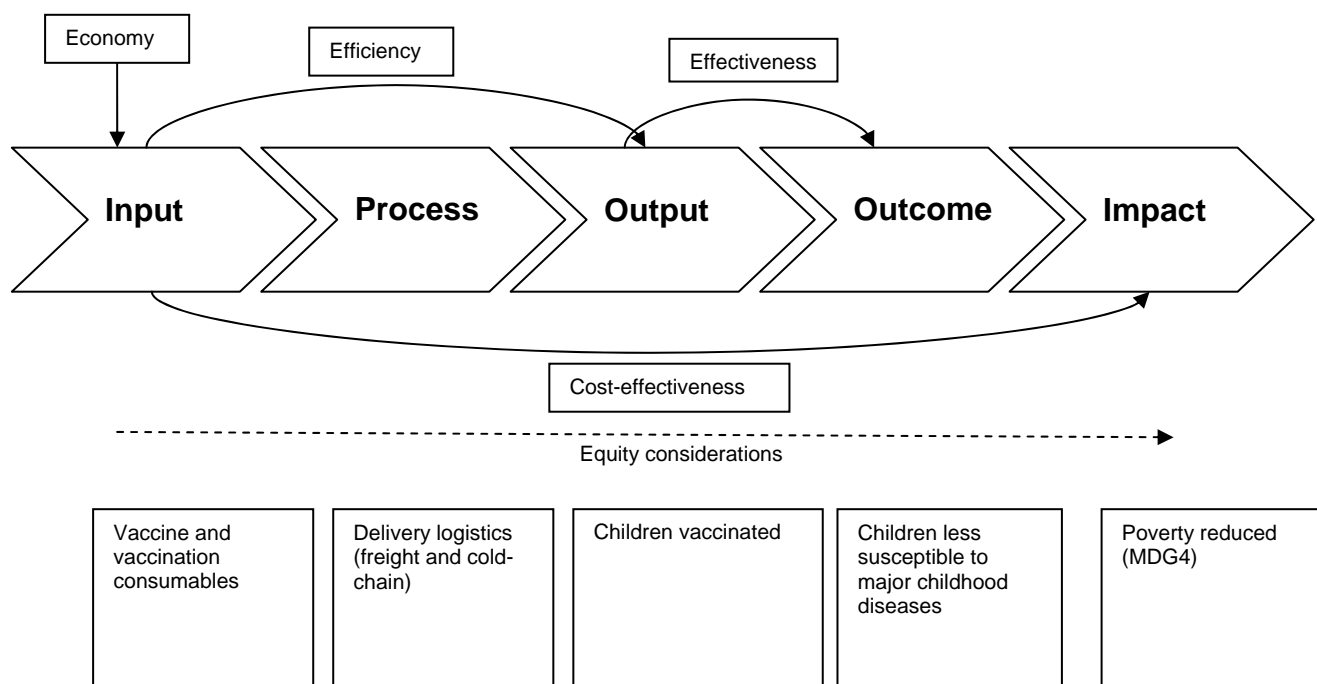 Economy
Efficiency
Effectiveness
Input
Process
Output
Outcome
Impact
Cost-effectiveness
Equity considerations
Vaccine and
vaccination
consumables
Delivery logistics
(freight and cold-
chain)
Children vaccinated
Children less
susceptible to
major childhood
diseases
Poverty reduced
(MDG4)